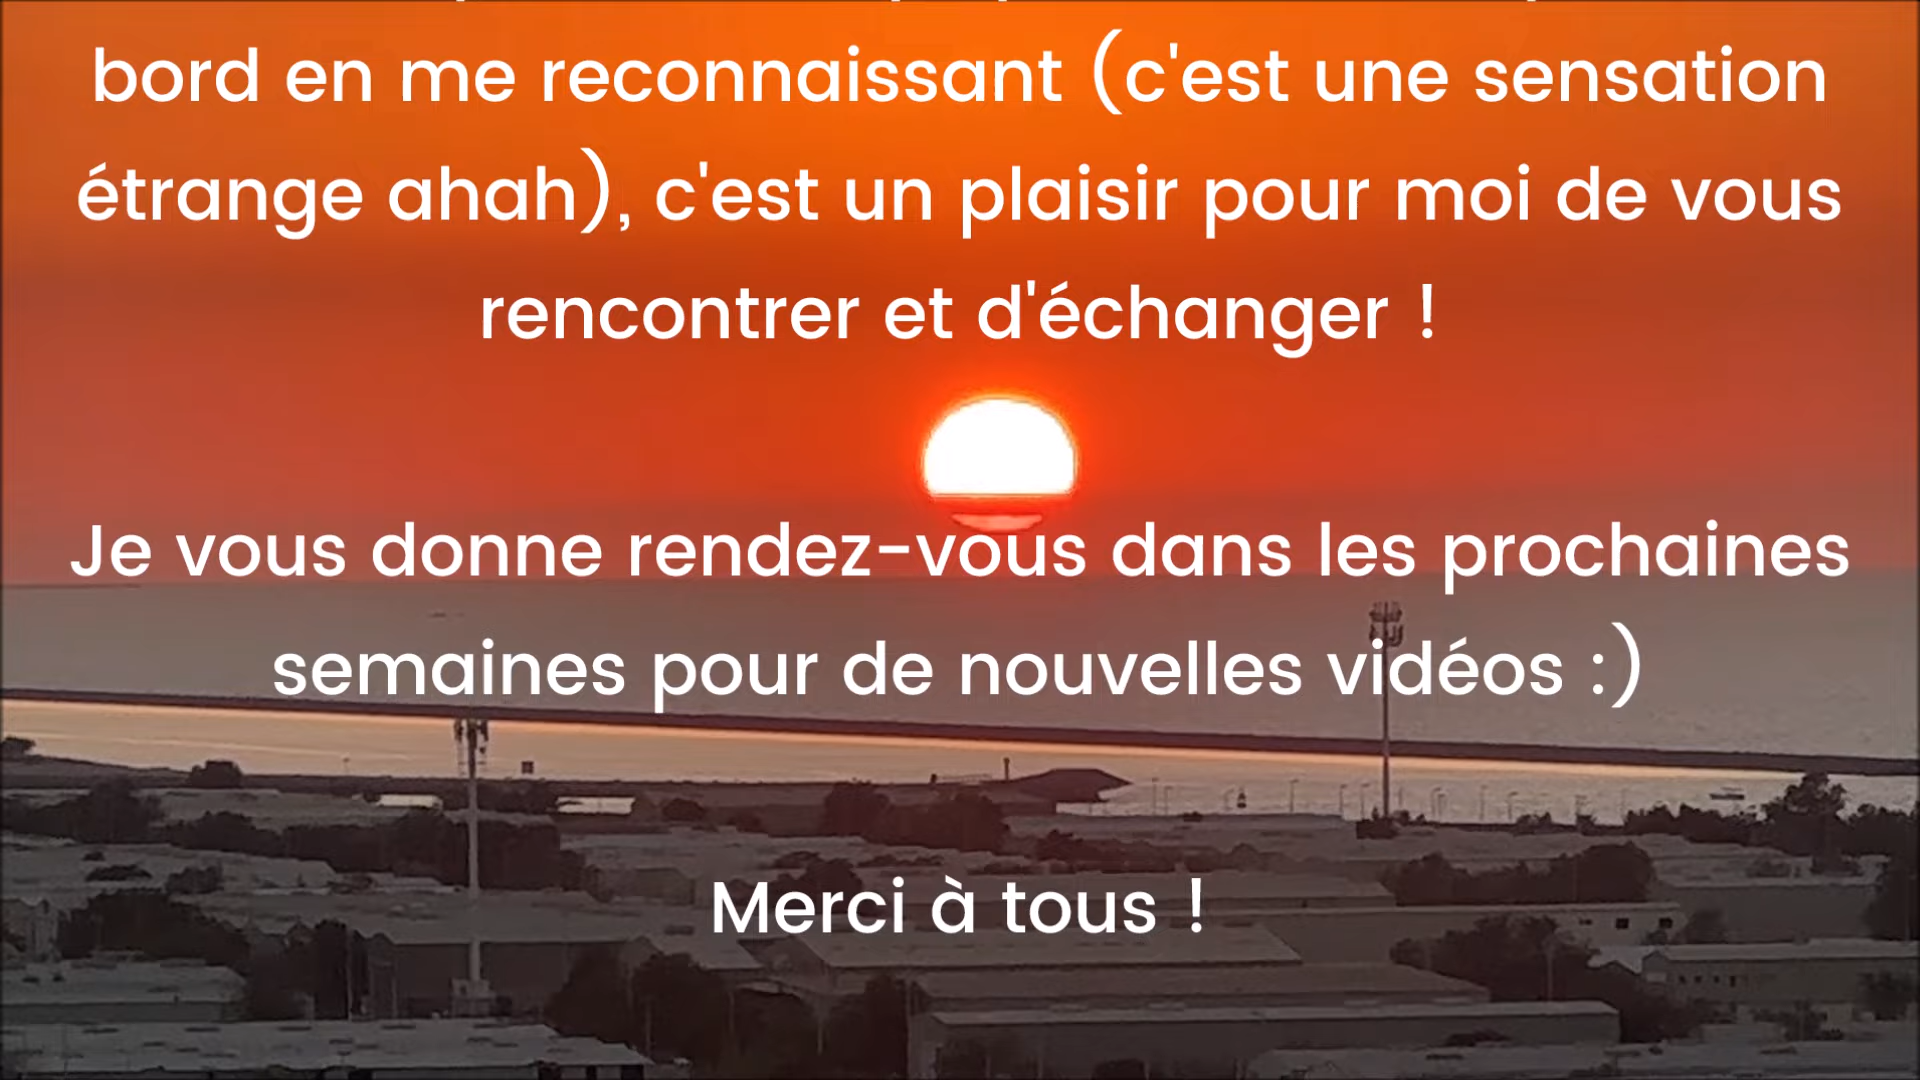 bord en me reconnaissant (c'est une sensation
étrange ahah), c'est un plaisir pour moi de vous
rencontrer et d'échanger !
Je vous donne rendez-vous dans les prochaines
semaines pour de nouvelles vidéos :)
Merci à tous !